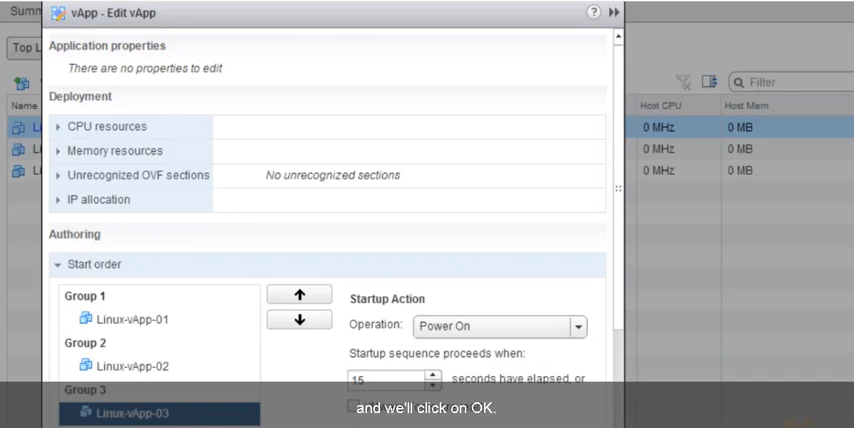 Summ
vApp - Edit vApp
?
Application properties
There are no properties to edit
Top L
Deployment
Filter
Name
Host CPU
Host Mem
CPU resources
Li
0 MHz
0 MB
Memory resources
Li
0 MHz
0 MB
Unrecognized OVF sections
No unrecognized sections
Li
0 MHz
0 MB
IP allocation
Authoring
Start order
Group 1
Linux-vApp-01
Group 2
Linux-vApp-02
Group 3
Linux-vApp-03
Startup Action
Operation: Power On
Startup sequence proceeds when:
15 seconds have elapsed, or
and we'll click on OK.